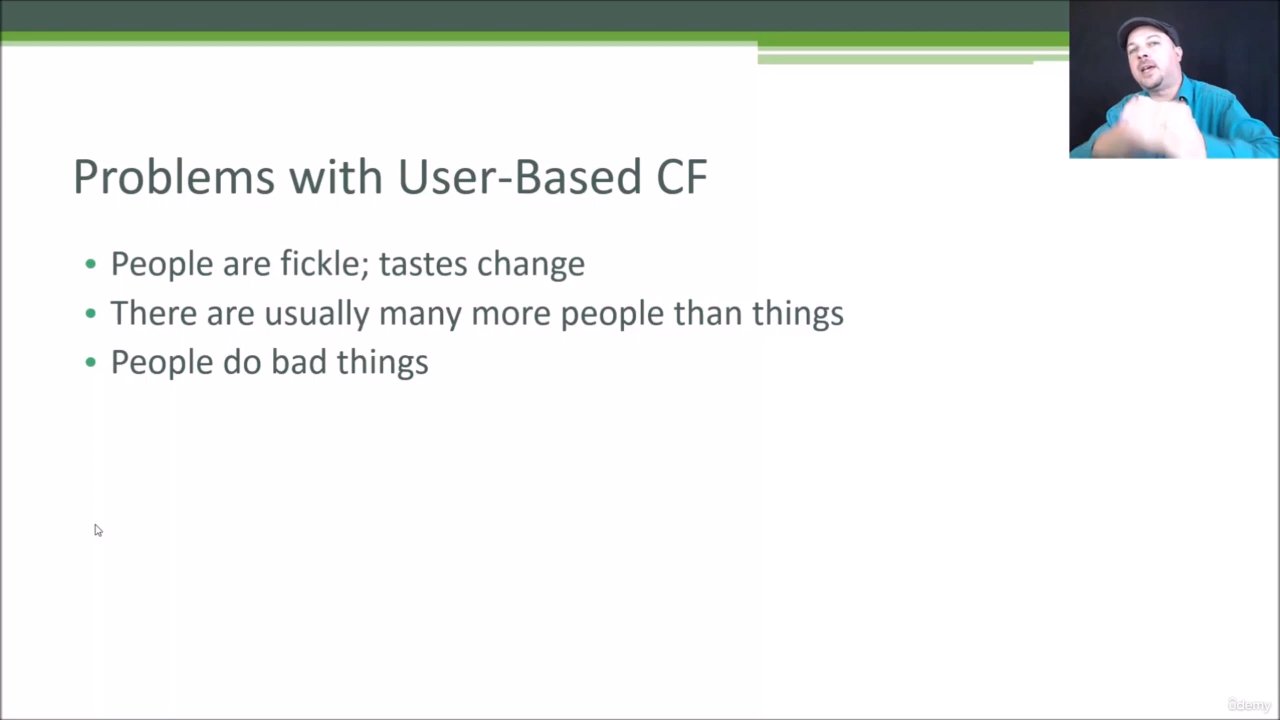 Problems with User-Based CF
• People are fickle; tastes change
• There are usually many more people than things
• People do bad things
ûdemy